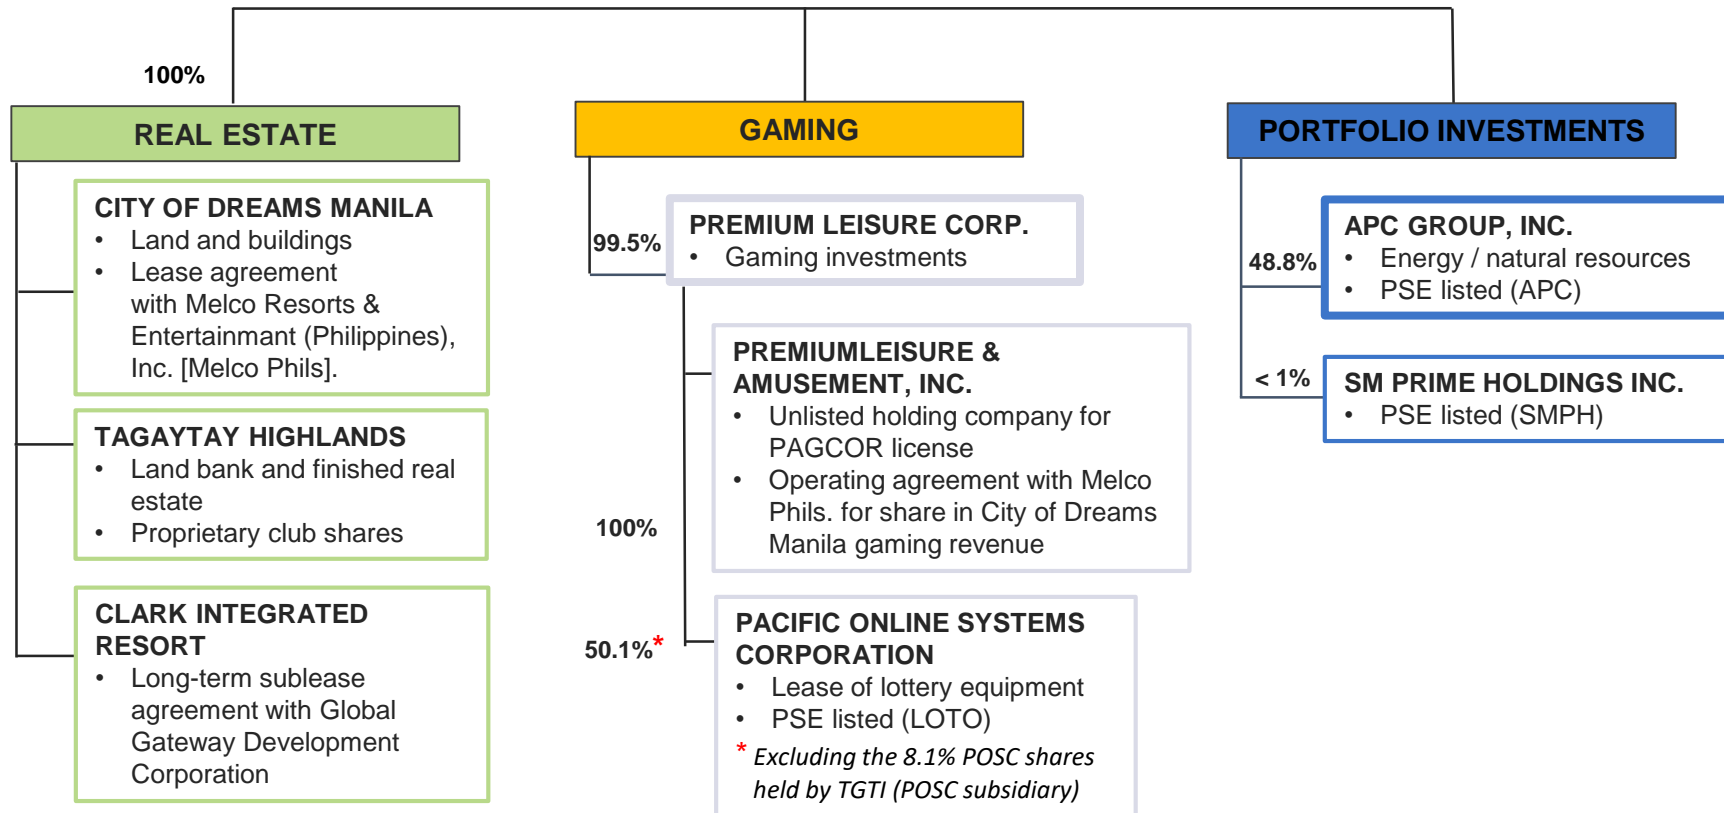 100%
REAL ESTATE
CITY OF DREAMS MANILA
• Land and buildings
• Lease agreement
with Melco Resorts &
Entertainmant (Philippines),
Inc. [Melco Phils].
TAGAYTAY HIGHLANDS
• Land bank and finished real
estate
• Proprietary club shares
CLARK INTEGRATED
RESORT
• Long-term sublease
agreement with Global
Gateway Development
Corporation
GAMING
99.5%
PREMIUM LEISURE CORP.
• Gaming investments
100%
PREMIUMLEISURE &
AMUSEMENT, INC.
• Unlisted holding company for
PAGCOR license
• Operating agreement with Melco
Phils. for share in City of Dreams
Manila gaming revenue
50.1%*
PACIFIC ONLINE SYSTEMS
CORPORATION
• Lease of lottery equipment
• PSE listed (LOTO)
* Excluding the 8.1% POSC shares
held by TGTI (POSC subsidiary)
PORTFOLIO INVESTMENTS
48.8%
APC GROUP, INC.
• Energy / natural resources
• PSE listed (APC)
< 1%
SM PRIME HOLDINGS INC.
• PSE listed (SMPH)